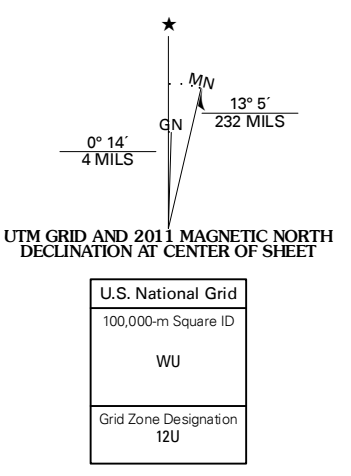 ★
MN
13° 5´
232 MILS
GN
0° 14´
4 MILS
UTM GRID AND 2011 MAGNETIC NORTH
DECLINATION AT CENTER OF SHEET
U.S. National Grid
100,000-m Square ID
WU
Grid Zone Designation
12U